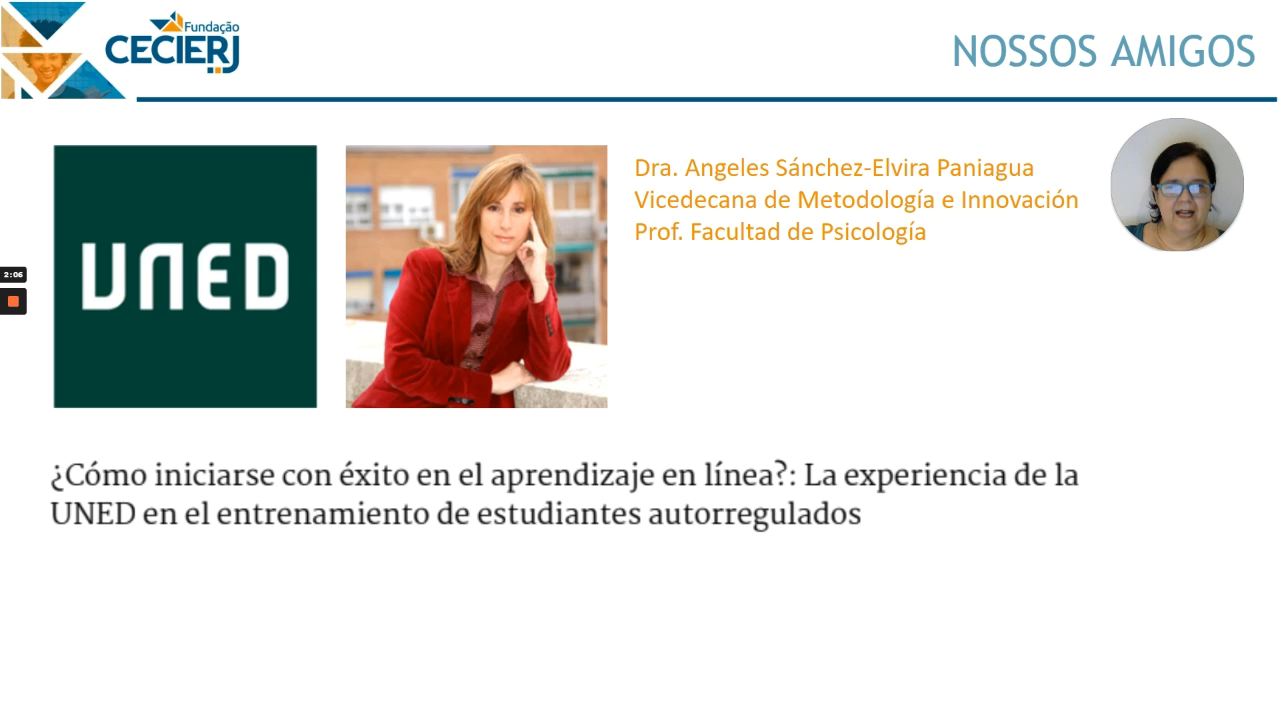 Fundação
CECIERJ
NOSSOS AMIGOS
UNED
Dra. Angeles Sánchez-Elvira Paniagua
Vicedecana de Metodología e Innovación
Prof. Facultad de Psicología
2:06
¿Cómo iniciarse con éxito en el aprendizaje en línea?: La experiencia de la
UNED en el entrenamiento de estudiantes autorregulados